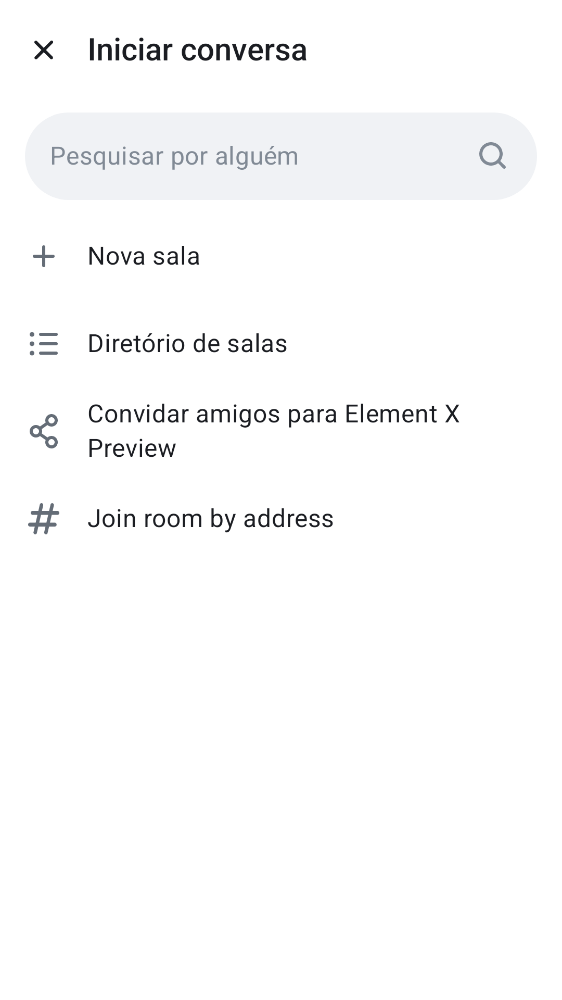 Iniciar conversa
Pesquisar por alguém
Nova sala
Diretório de salas
Convidar amigos para Element X
Preview
Join room by address